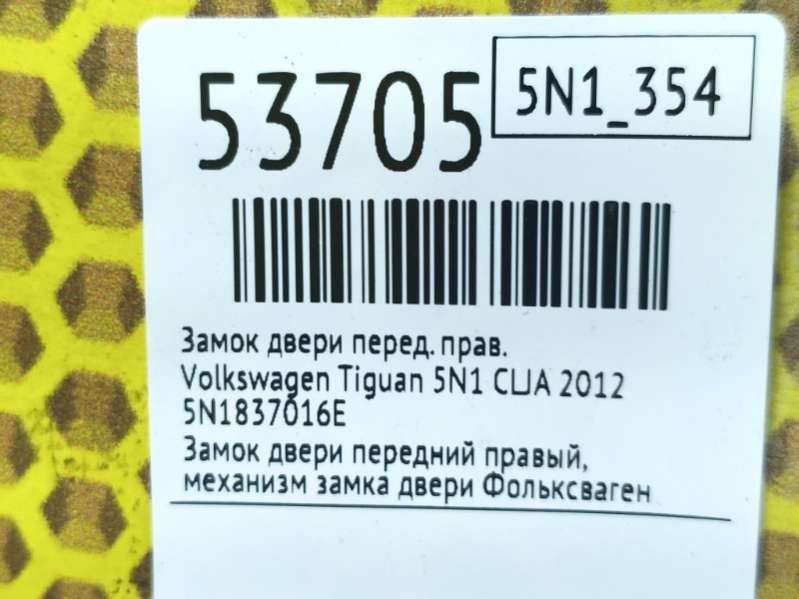 53705
5N1_354
Замок двери перед. прав.
Volkswagen Tiguan 5N1 CLJA 2012
5N1837016E
Замок двери передний правый,
механизм замка двери Фольксваген